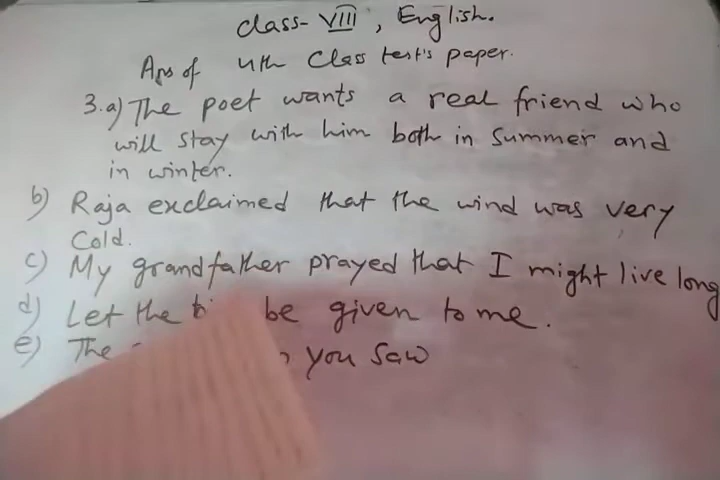 class- VIII, English.
Ans of 4th Class test's paper.
3.a) The poet wants a real friend who
will stay with him both in summer and
in winter.
b) Raja exclaimed that the wind was very
Cold.
c) My grandfather prayed that I might live long
d) Let the be given to me.
e) The you saw